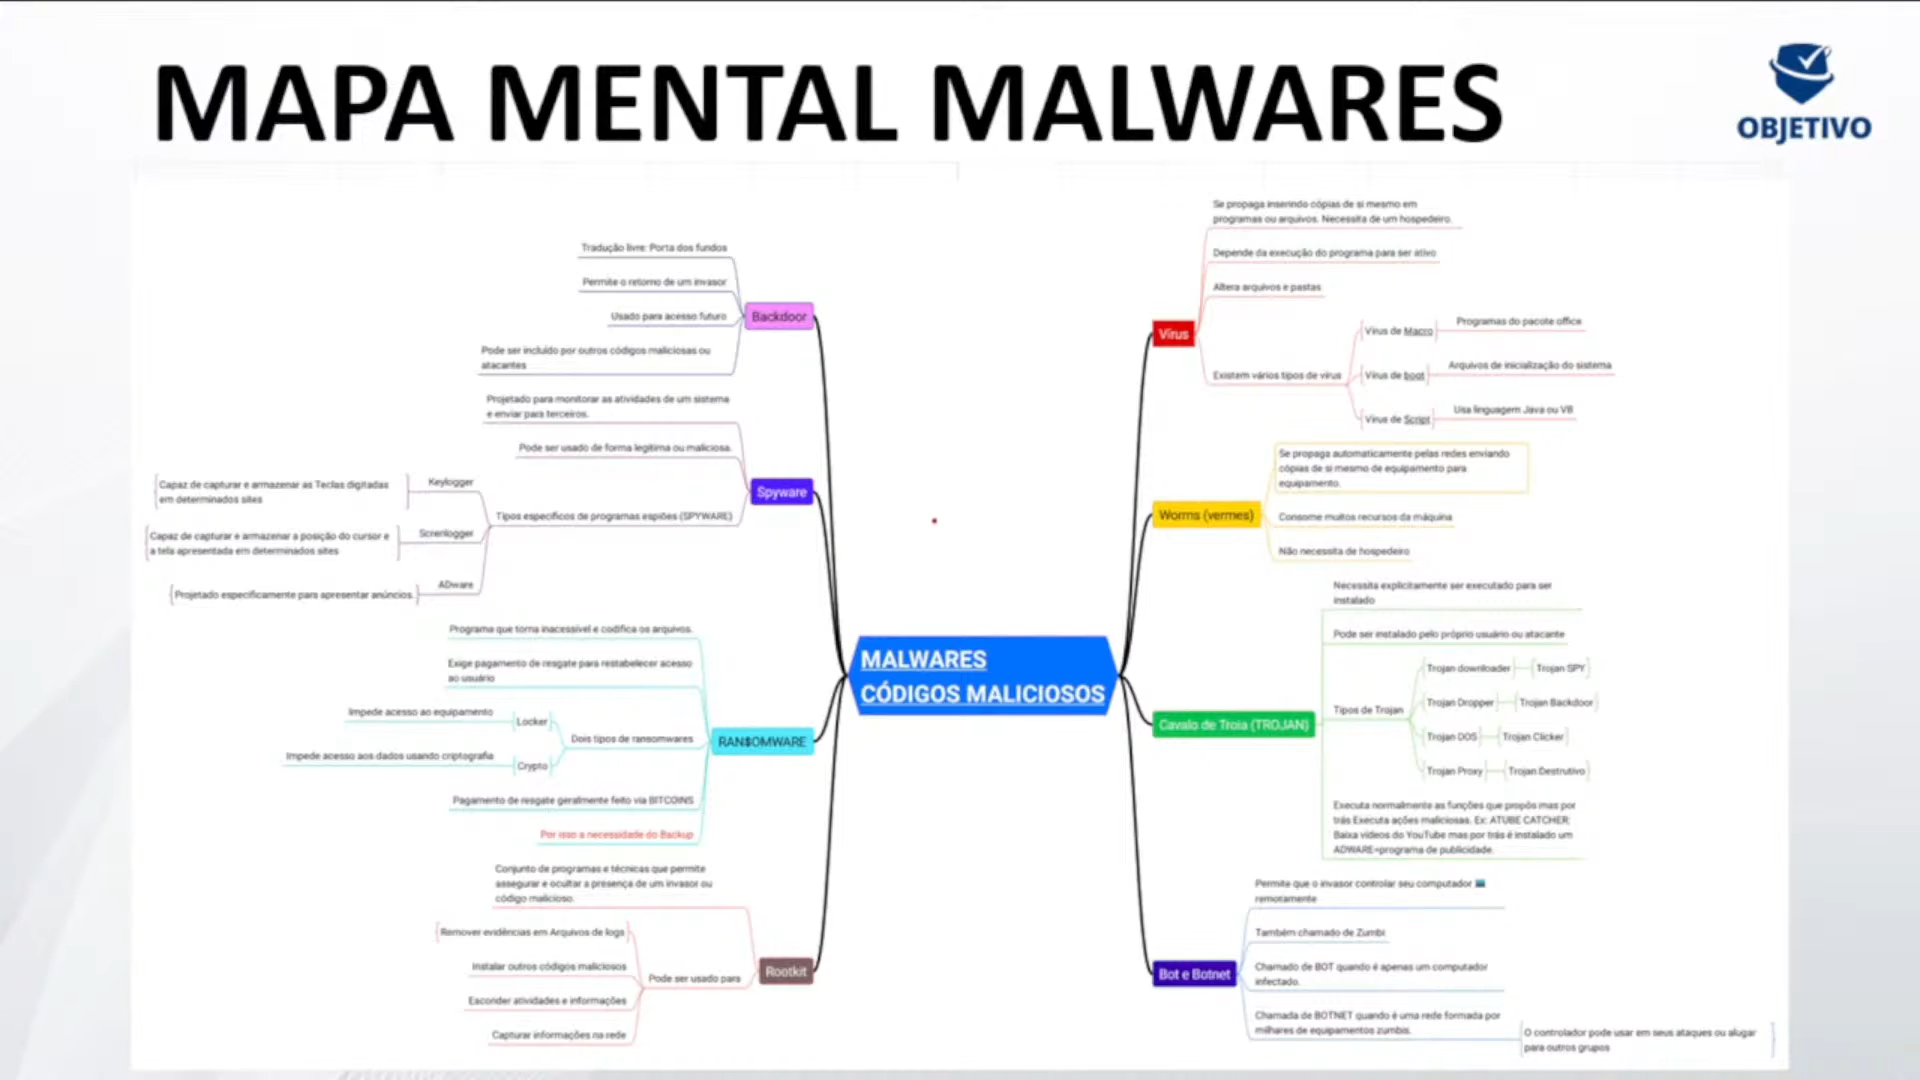 MAPA MENTAL MALWARES
OBJETIVO
Tradução livre: Porta dos fundos
Permite o retorno de um invasor
Usado para acesso futuro
Pode ser incluído por outros códigos maliciosas ou
atacantes
Backdoor
Projetado para monitorar as atividades de um sistema
e enviar para terceiros.
Pode ser usado de forma legítima ou maliciosa.
Spyware
Tipos específicos de programas espiões (SPYWARE)
Keylogger
Capaz de capturar e armazenar as Teclas digitadas
em determinados sites
Screnlogger
Capaz de capturar e armazenar a posição do cursor e
a tela apresentada em determinados sites
ADware
Projetado especificamente para apresentar anúncios.
Programa que torna inacessível e codifica os arquivos.
Exige pagamento de resgate para restabelecer acesso
ao usuário
Impede acesso ao equipamento
Locker
Dois tipos de ransomwares
RAN$OMWARE
Impede acesso aos dados usando criptografia
Crypto
Pagamento de resgate geralmente feito via BITCOINS
Por isso a necessidade do Backup
Conjunto de programas e técnicas que permite
assegurar e ocultar a presença de um invasor ou
código malicioso.
Remover evidências em Arquivos de logs
Instalar outros códigos maliciosos
Pode ser usado para
Rootkit
Esconder atividades e informações
Capturar informações na rede
MALWARES
CÓDIGOS MALICIOSOS
Se propaga inserindo cópias de si mesmo em
programas ou arquivos. Necessita de um hospedeiro.
Depende da execução do programa para ser ativo
Altera arquivos e pastas
Vírus
Existem vários tipos de vírus
Vírus de Macro
Programas do pacote office
Vírus de boot
Arquivos de inicialização do sistema
Vírus de Script
Usa linguagem Java ou VB
Se propaga automaticamente pelas redes enviando
cópias de si mesmo de equipamento para
equipamento.
Worms (vermes)
Consome muitos recursos da máquina
Não necessita de hospedeiro
Necessita explicitamente ser executado para ser
instalado
Pode ser instalado pelo próprio usuário ou atacante
Cavalo de Troia (TROJAN)
Tipos de Trojan
Trojan downloader
Trojan SPY
Trojan Dropper
Trojan Backdoor
Trojan DOS
Trojan Clicker
Trojan Proxy
Trojan Destrutivo
Executa normalmente as funções que propôs mas por
trás Executa ações maliciosas. Ex: ATUBE CATCHER:
Baixa vídeos do YouTube mas por trás é instalado um
ADWARE=programa de publicidade.
Permite que o invasor controlar seu computador
remotamente
Também chamado de Zumbi
Bot e Botnet
Chamado de BOT quando é apenas um computador
infectado.
Chamada de BOTNET quando é uma rede formada por
milhares de equipamentos zumbis.
O controlador pode usar em seus ataques ou alugar
para outros grupos